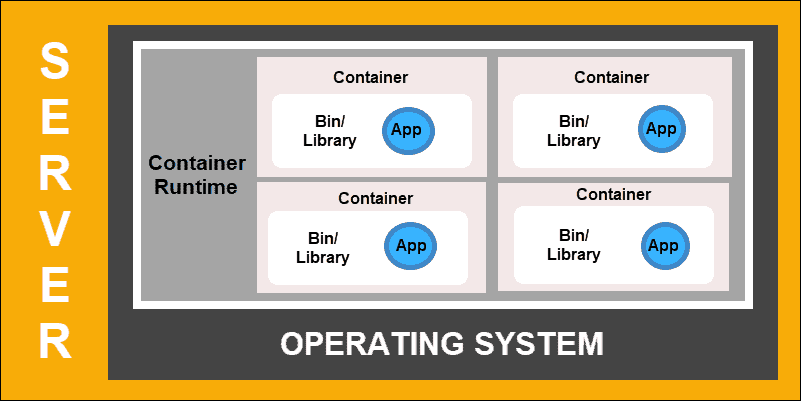 SERVER
Container
Runtime
Container
Bin/
Library
App
Container
Bin/
Library
App
Container
Bin/
Library
App
Container
Bin/
Library
App
OPERATING SYSTEM